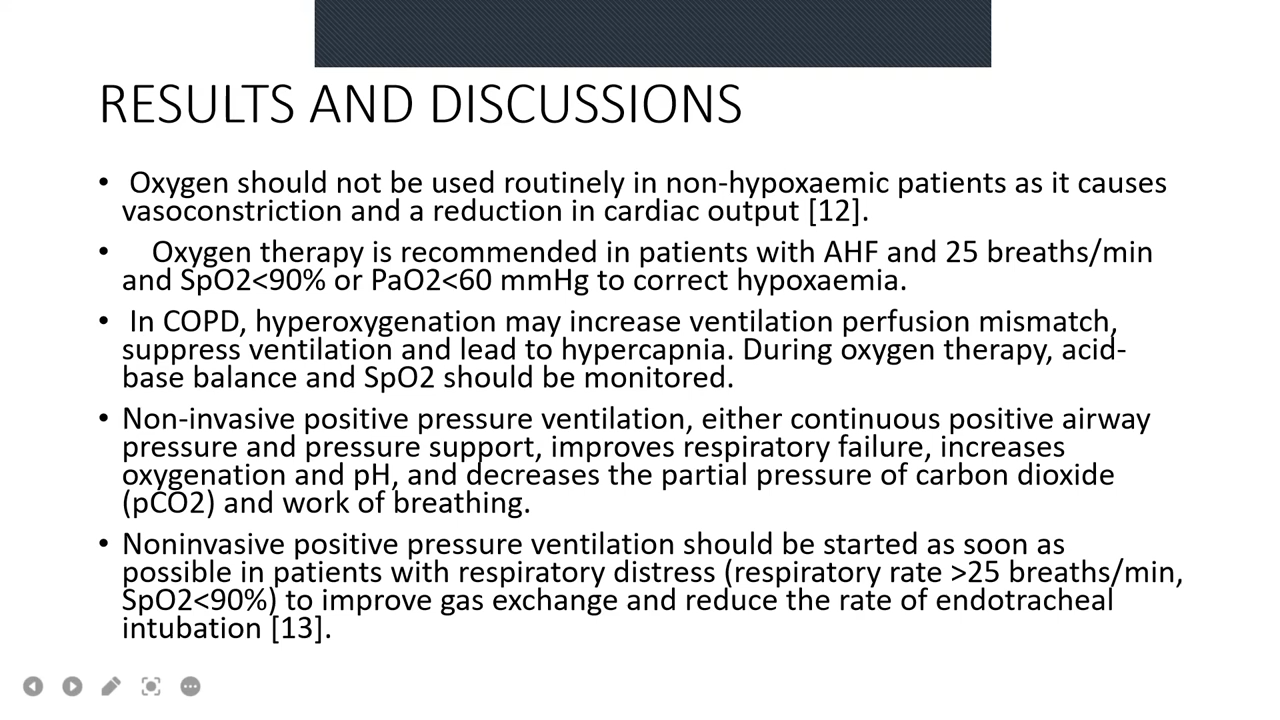 RESULTS AND DISCUSSIONS
• Oxygen should not be used routinely in non-hypoxaemic patients as it causes
vasoconstriction and a reduction in cardiac output [12].
• Oxygen therapy is recommended in patients with AHF and 25 breaths/min
and SpO2<90% or PaO2<60 mmHg to correct hypoxaemia.
• In COPD, hyperoxygenation may increase ventilation perfusion mismatch,
suppress ventilation and lead to hypercapnia. During oxygen therapy, acid-
base balance and SpO2 should be monitored.
• Non-invasive positive pressure ventilation, either continuous positive airway
pressure and pressure support, improves respiratory failure, increases
oxygenation and pH, and decreases the partial pressure of carbon dioxide
(pCO2) and work of breathing.
• Noninvasive positive pressure ventilation should be started as soon as
possible in patients with respiratory distress (respiratory rate >25 breaths/min,
SpO2<90%) to improve gas exchange and reduce the rate of endotracheal
intubation [13].